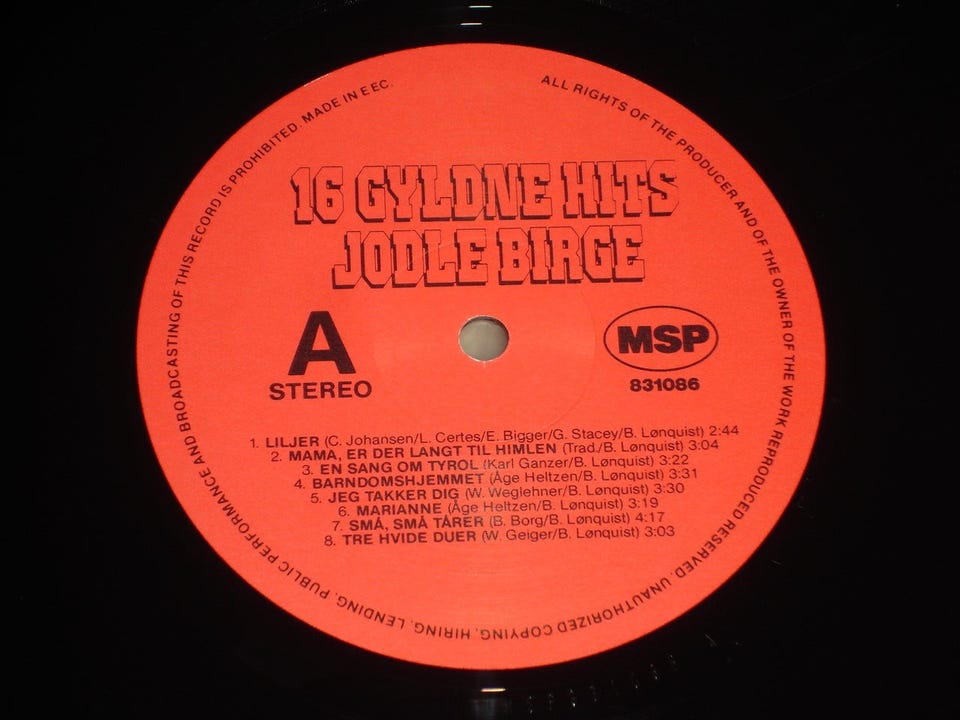 ALL RIGHTS OF THE PRODUCER AND OF THE OWNER OF THE WORK REPRODUCED RESERVED. UNAUTHORIZED COPYING, HIRING, LENDING, PUBLIC PERFORMANCE AND BROADCASTING OF THIS RECORD IS PROHIBITED. MADE IN E EC.
16 GYLDNE HITS
JODLE BIRGE
A
STEREO
MSP
831086
1. LILJER (C. Johansen/L. Certes/E. Bigger/G. Stacey/B. Lønquist) 2:44
2. MAMA, ER DER LANGT TIL HIMLEN (Trad./B. Lønquist) 3:04
3. EN SANG OM TYROL (Karl Ganzer/B. Lønquist) 3:22
4. BARNDOMSHJEMMET (Åge Heltzen/B. Lønquist) 3:31
5. JEG TAKKER DIG (W. Weglehner/B. Lønquist) 3:30
6. MARIANNE (Åge Heltzen/B. Lønquist) 3:19
7. SMÅ, SMÅ TÅRER (B. Borg/B. Lønquist) 4:17
8. TRE HVIDE DUER (W. Geiger/B. Lønquist) 3:03